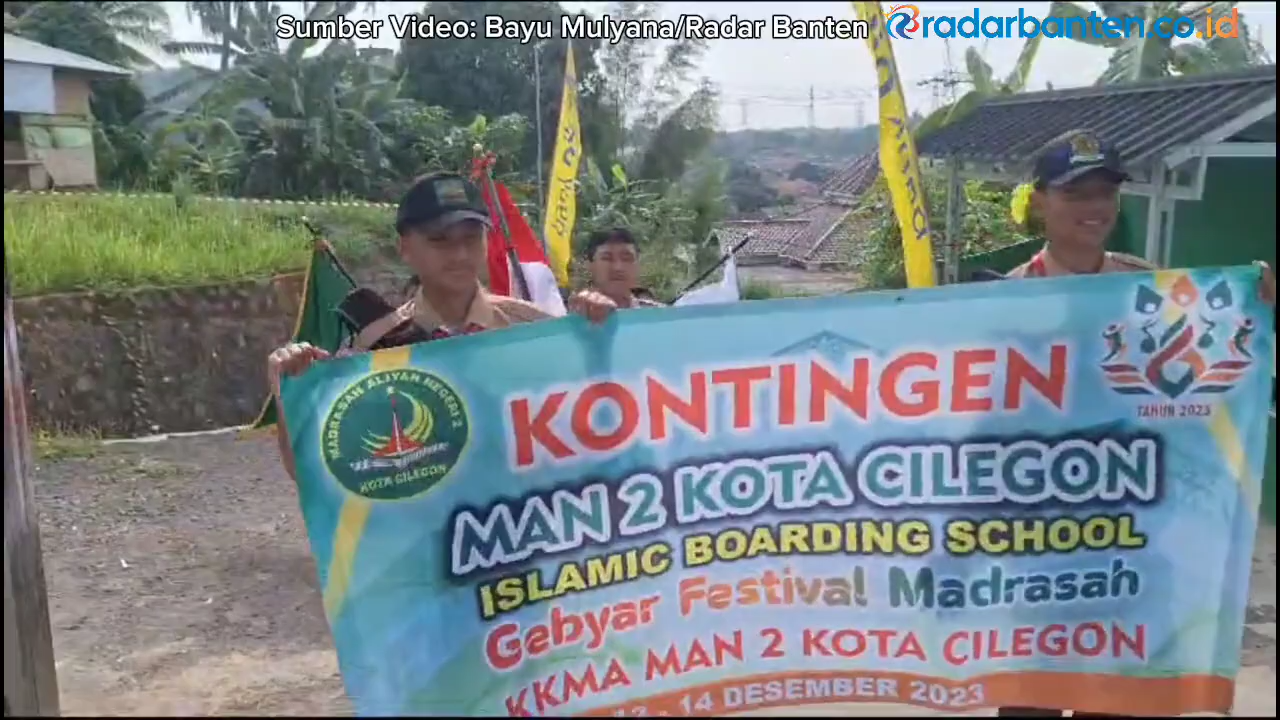 Sumber Video: Bayu Mulyana/Radar Banten
radarbanten.co.id
MADRASAH ALIYAH NEGERI 2
KOTA CILEGON
TAHUN 2023
KONTINGEN
MAN 2 KOTA CILEGON
ISLAMIC BOARDING SCHOOL
Gebyar Festival Madrasah
KKMA MAN 2 KOTA CILEGON
- 14 DESEMBER 2023